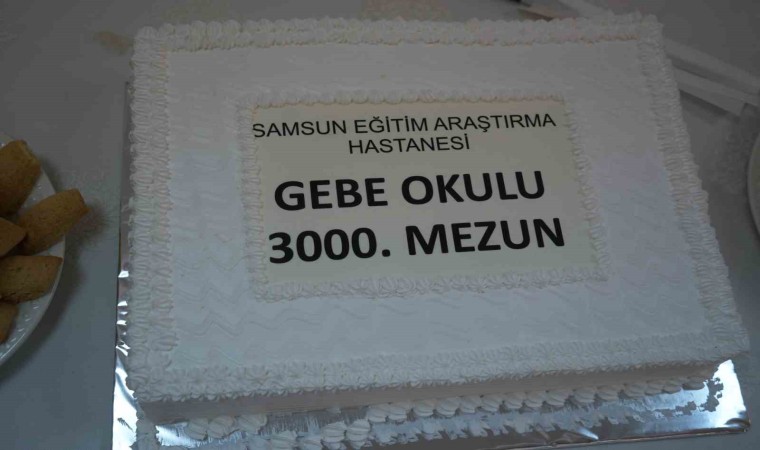 SAMSUN EĞİTİM ARAŞTIRMA
HASTANESİ
GEBE OKULU
3000. MEZUN